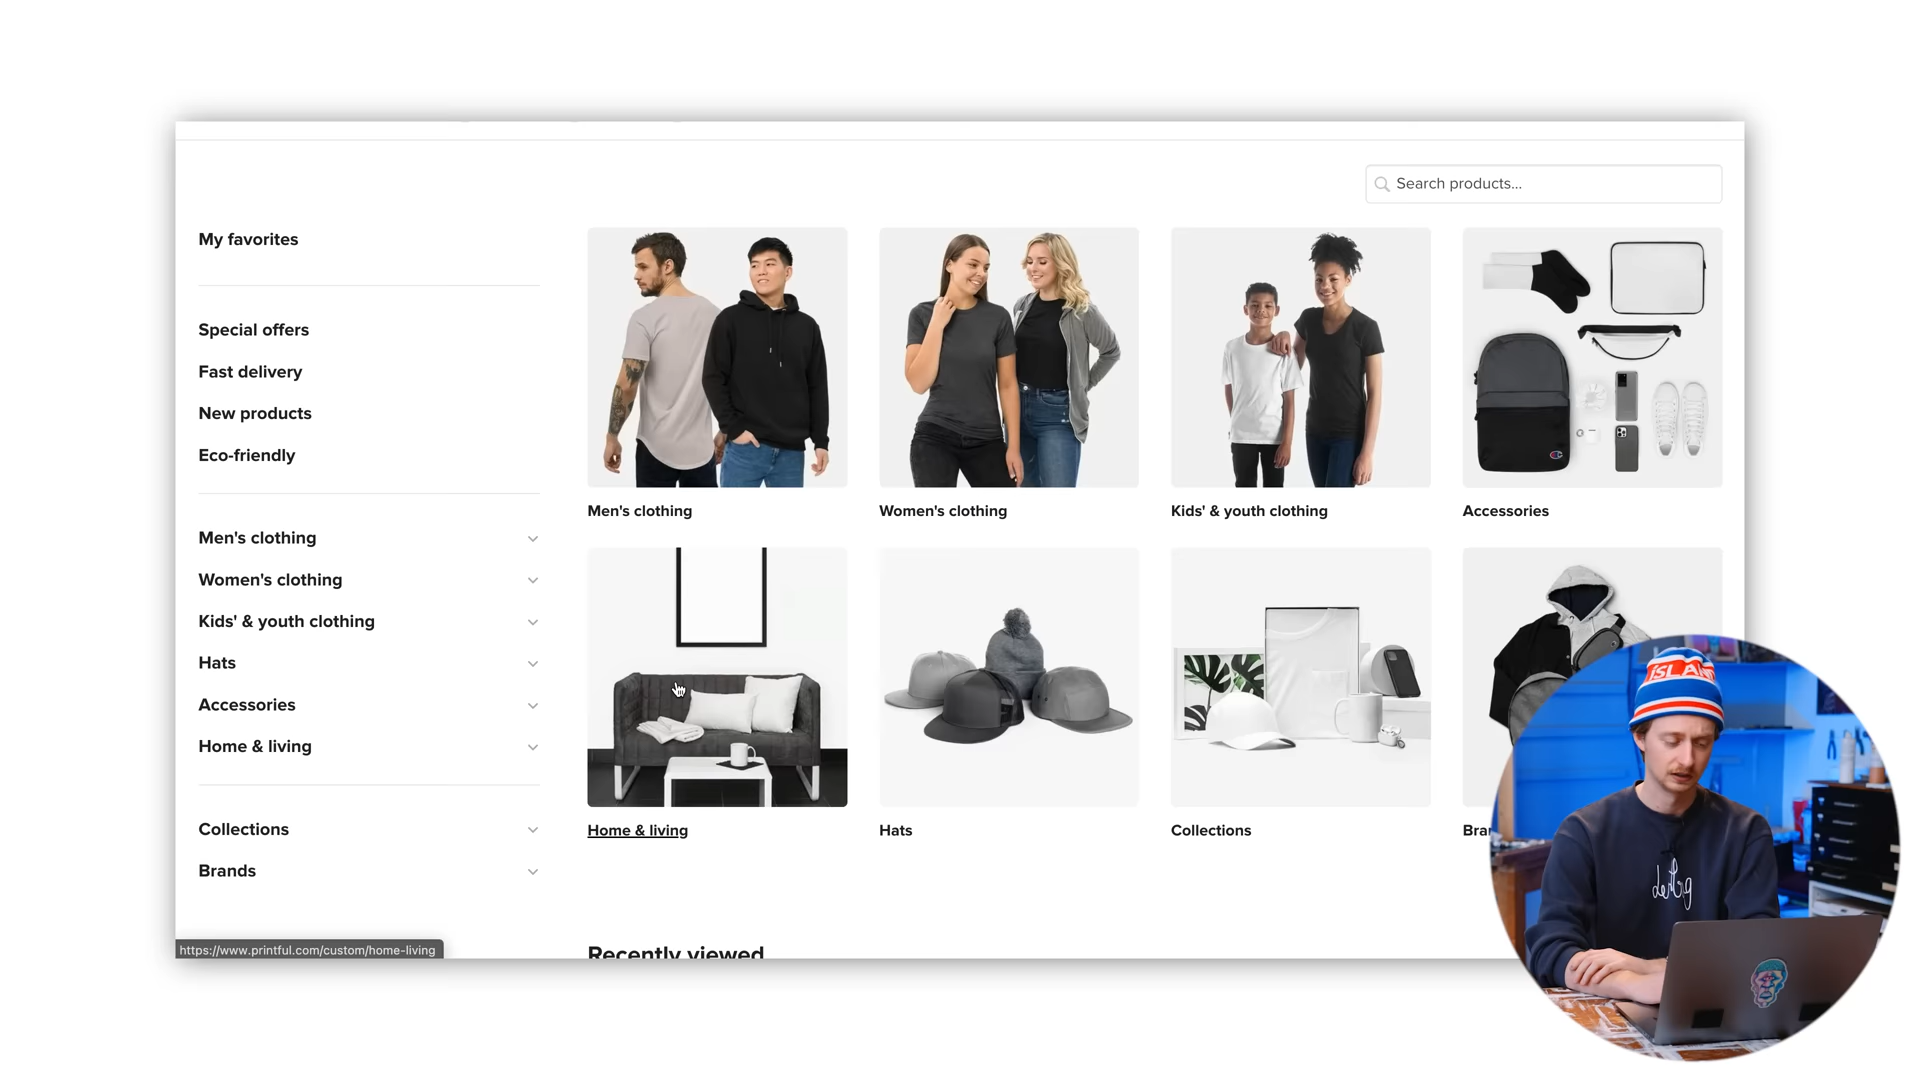 Search products...
My favorites
Special offers
Fast delivery
New products
Eco-friendly
Men's clothing
Women's clothing
Kids' & youth clothing
Hats
Accessories
Home & living
Collections
Brands
Men's clothing
Women's clothing
Kids' & youth clothing
Accessories
Home & living
Hats
Collections
Bra
Recently viewed
https://www.printful.com/custom/home-living